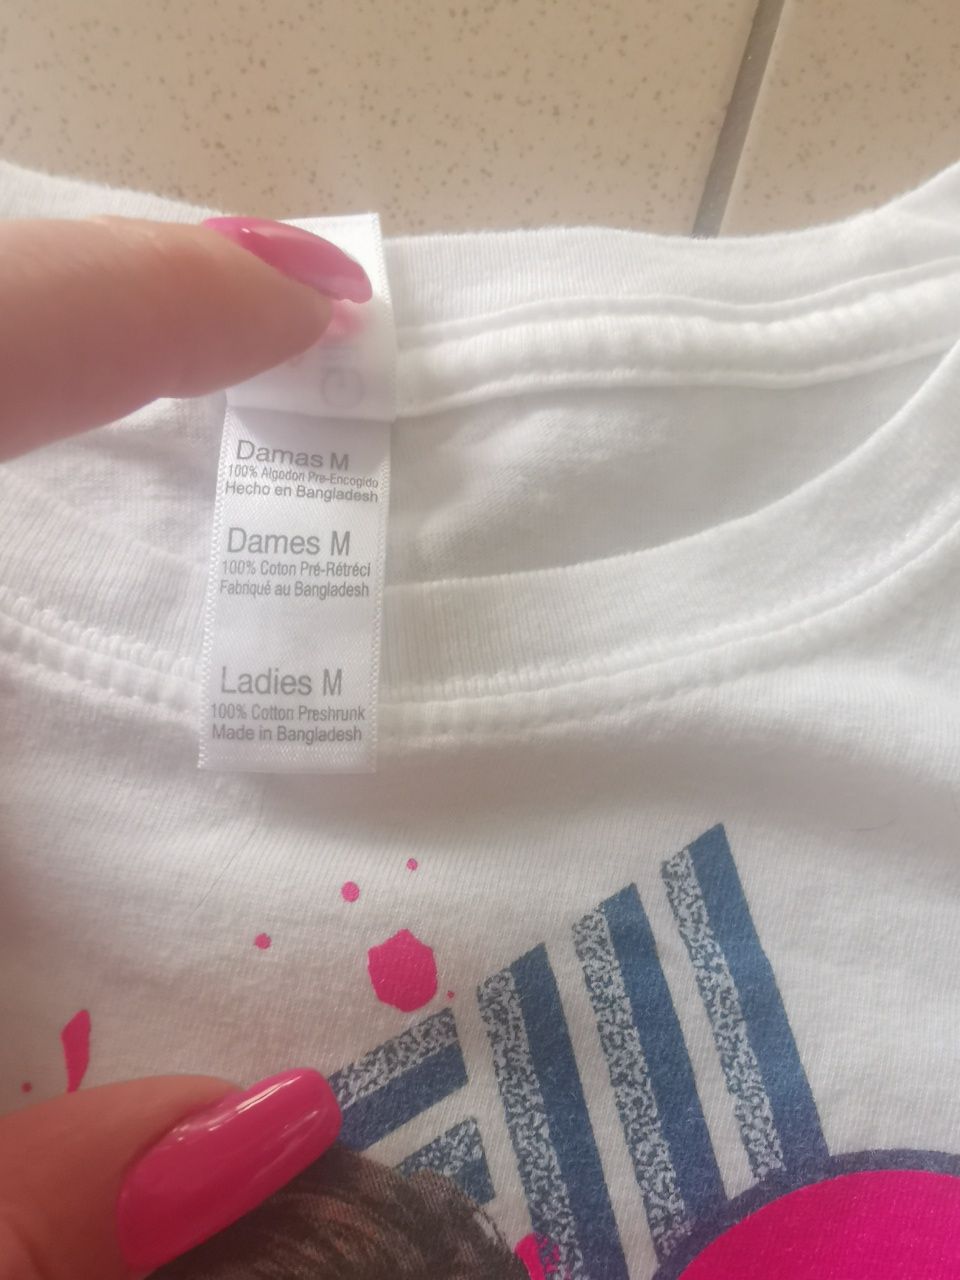 Damas M
100% Algodon Pre-Encogido
Hecho en Bangladesh
Dames M
100% Coton Pré-Rétréci
Fabriqué au Bangladesh
Ladies M
100% Cotton Preshrunk
Made in Bangladesh